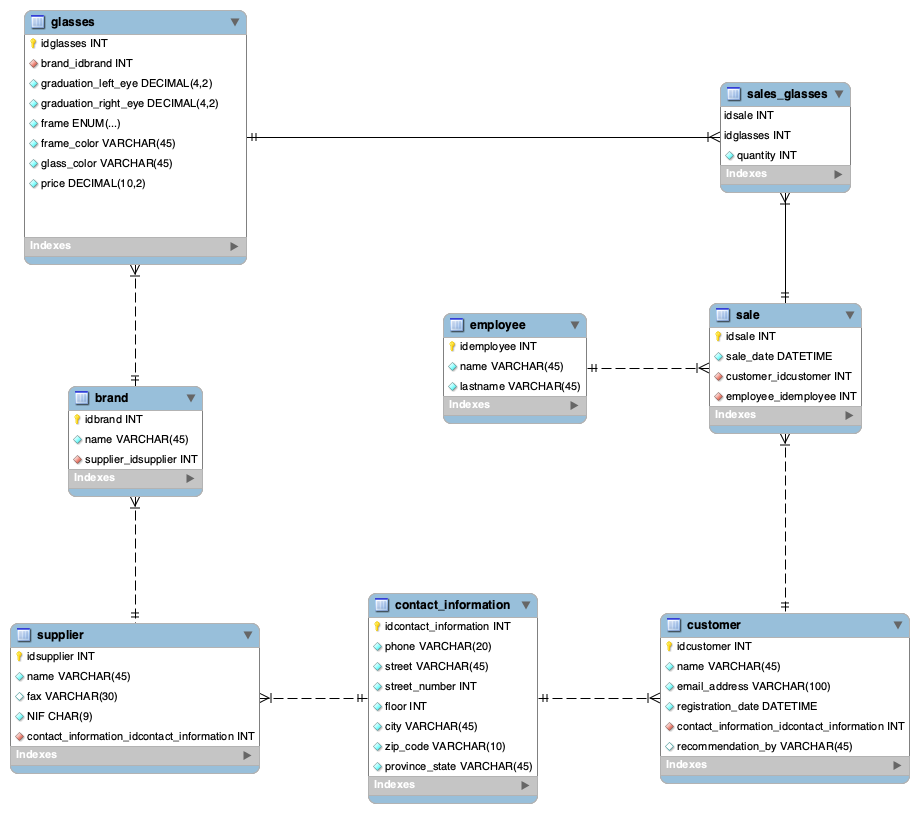 glasses
idglasses INT
brand_idbrand INT
graduation_left_eye DECIMAL(4,2)
graduation_right_eye DECIMAL(4,2)
frame ENUM(...)
frame_color VARCHAR(45)
glass_color VARCHAR(45)
price DECIMAL(10,2)
Indexes
sales_glasses
idsale INT
idglasses INT
quantity INT
Indexes
employee
idemployee INT
name VARCHAR(45)
lastname VARCHAR(45)
Indexes
sale
idsale INT
sale_date DATETIME
customer_idcustomer INT
employee_idemployee INT
Indexes
brand
idbrand INT
name VARCHAR(45)
supplier_idsupplier INT
Indexes
supplier
idsupplier INT
name VARCHAR(45)
fax VARCHAR(30)
NIF CHAR(9)
contact_information_idcontact_information INT
Indexes
contact_information
idcontact_information INT
phone VARCHAR(20)
street VARCHAR(45)
street_number INT
floor INT
city VARCHAR(45)
zip_code VARCHAR(10)
province_state VARCHAR(45)
Indexes
customer
idcustomer INT
name VARCHAR(45)
email_address VARCHAR(100)
registration_date DATETIME
contact_information_idcontact_information INT
recommendation_by VARCHAR(45)
Indexes